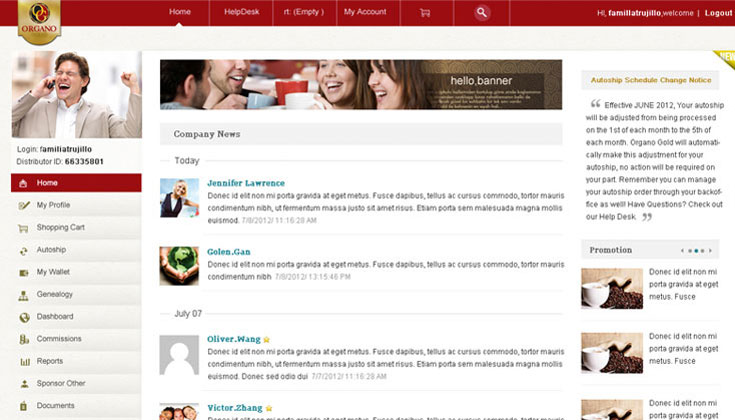 Home HelpDesk rt: (Empty ) My Account
HI, familiatrujillo,welcome | Logout
ORGANO
Login: familiatrujillo
Distributor ID: 66335801
Home
My Profile
Shopping Cart
Autoship
My Wallet
Genealogy
Dashboard
Commissions
Reports
Sponsor Other
Documents
hello,banner
Company News
Today
Jennifer Lawrence
Donec id elit non mi porta gravida at eget metus. Fusce dapibus, tellus ac cursus commodo, tortor mauris
condimentum nibh, ut fermentum massa justo sit amet risus. Etiam porta sem malesuada magna mollis
euismod. 7/8/2012/ 11:16:28 AM
Golen.Gan
Donec id elit non mi porta gravida at eget metus. Fusce dapibus, tellus ac cursus commodo, tortor mauris
condimentum nibh 7/8/2012/ 13:15:46 PM
July 07
Oliver.Wang
Donec id elit non mi porta gravida at eget metus. Fusce dapibus, tellus ac cursus commodo, tortor mauris
condimentum nibh, ut fermentum massa justo sit amet risus. Etiam porta sem malesuada magna mollis
euismod. Donec sed odio dui 7/7/2012/ 11:16:28 AM
Victor.Zhang
Donec id elit non mi porta gravida at eget metus. Fusce dapibus, tellus ac cursus commodo, tortor mauris
NEW
Autoship Schedule Change Notice
“ Effective JUNE 2012, Your autoship
will be adjusted from being processed
on the 1st of each month to the 5th of
each month. Organo Gold will automati-
cally make this adjustment for your
autoship, no action will be required on
your part. Remember you can manage
your autoship order through your backof-
fice as well! Have Questions? Check out
our Help Desk. ”
Promotion
Donec id elit non mi
porta gravida at eget
metus. Fusce
Donec id elit non mi
porta gravida at eget
metus. Fusce
Donec id elit non mi
porta gravida at eget